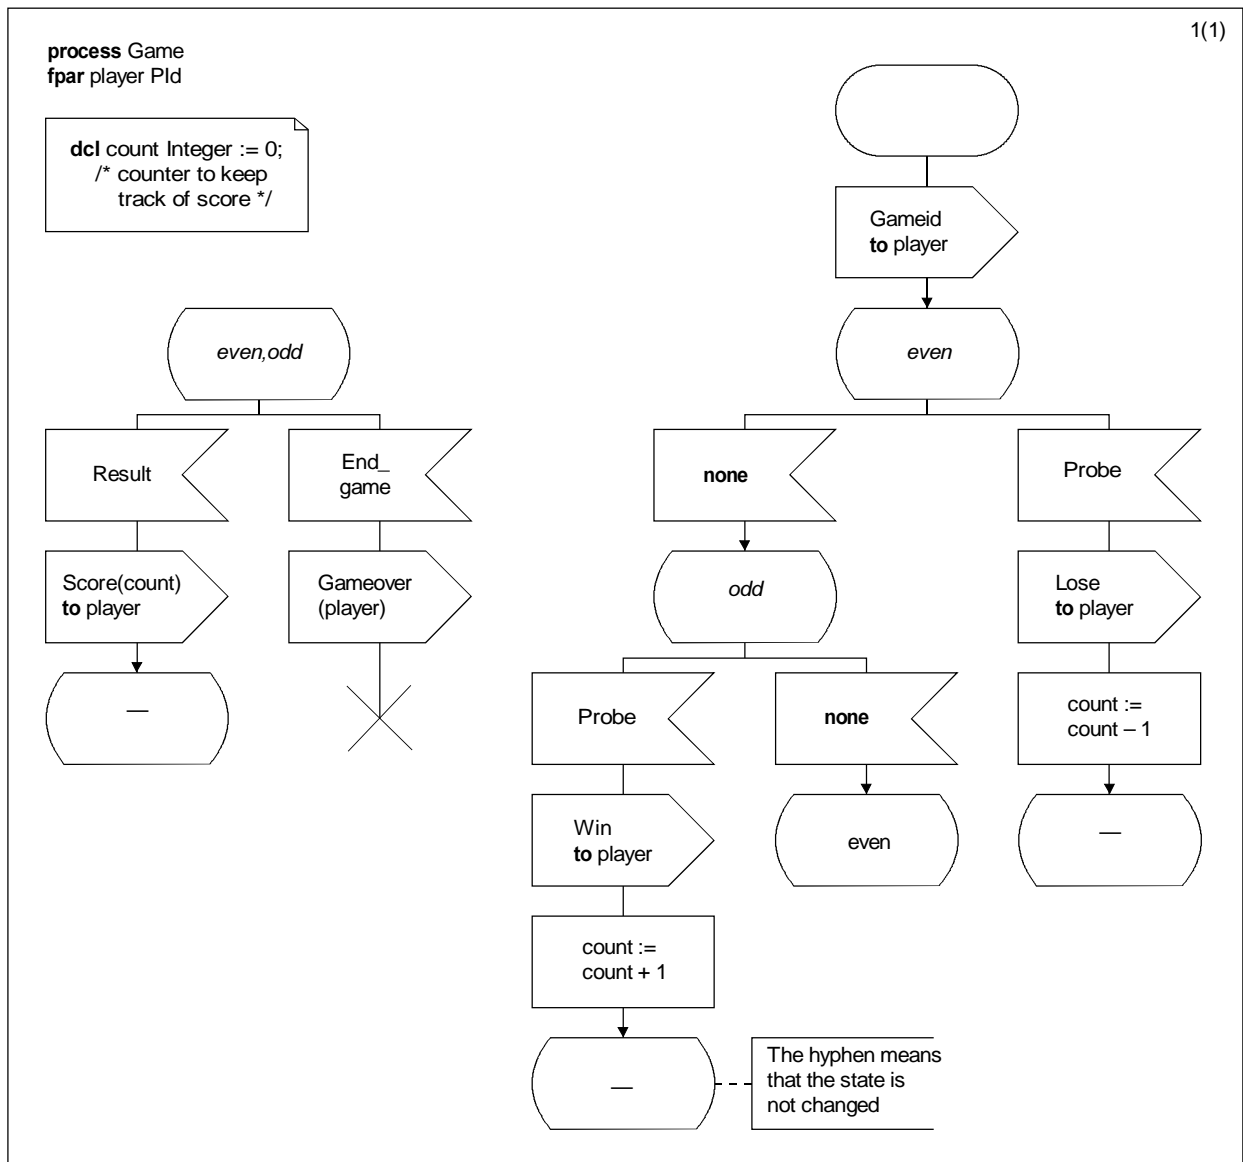 1(1)
process Game
fpar player PId
dcl count Integer := 0;
/* counter to keep
track of score */
Gameid
to player
even,odd
even
Result
End_
game
none
Probe
Score(count)
to player
Gameover
(player)
odd
Lose
to player
—
Probe
none
count :=
count – 1
Win
to player
even
—
count :=
count + 1
—
The hyphen means
that the state is
not changed